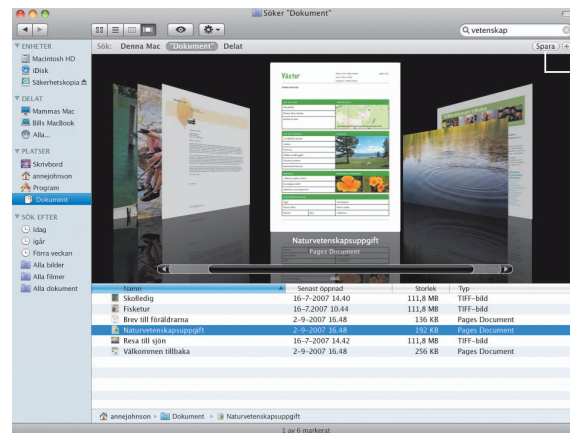 Söker "Dokument"
vetenskap
Sök: Denna Mac "Dokument" Delat Spara
ENHETER
Macintosh HD
iDisk
Säkerhetskopia
DELAT
Mammas Mac
Bills MacBook
Alla...
PLATSER
Skrivbord
annejohnson
Program
Dokument
SÖK EFTER
Idag
Igår
Förra veckan
Alla bilder
Alla filmer
Alla dokument
Växter
Naturvetenskapsuppgift
Pages Document
Namn Senast öppnad Storlek Typ
Skolledig 16-7-2007 14.40 111,8 MB TIFF-bild
Fisketur 16-7.2007 10.44 111,8 MB TIFF-bild
Brev till föräldrarna 2-9-2007 16.48 136 KB Pages Document
Naturvetenskapsuppgift 2-9-2007 16.48 192 KB Pages Document
Resa till sjön 16-7-2007 14.42 111,8 MB TIFF-bild
Välkommen tillbaka 2-9-2007 16.48 256 KB Pages Document
annejohnson Dokument Naturvetenskapsuppgift
1 av 6 markerat